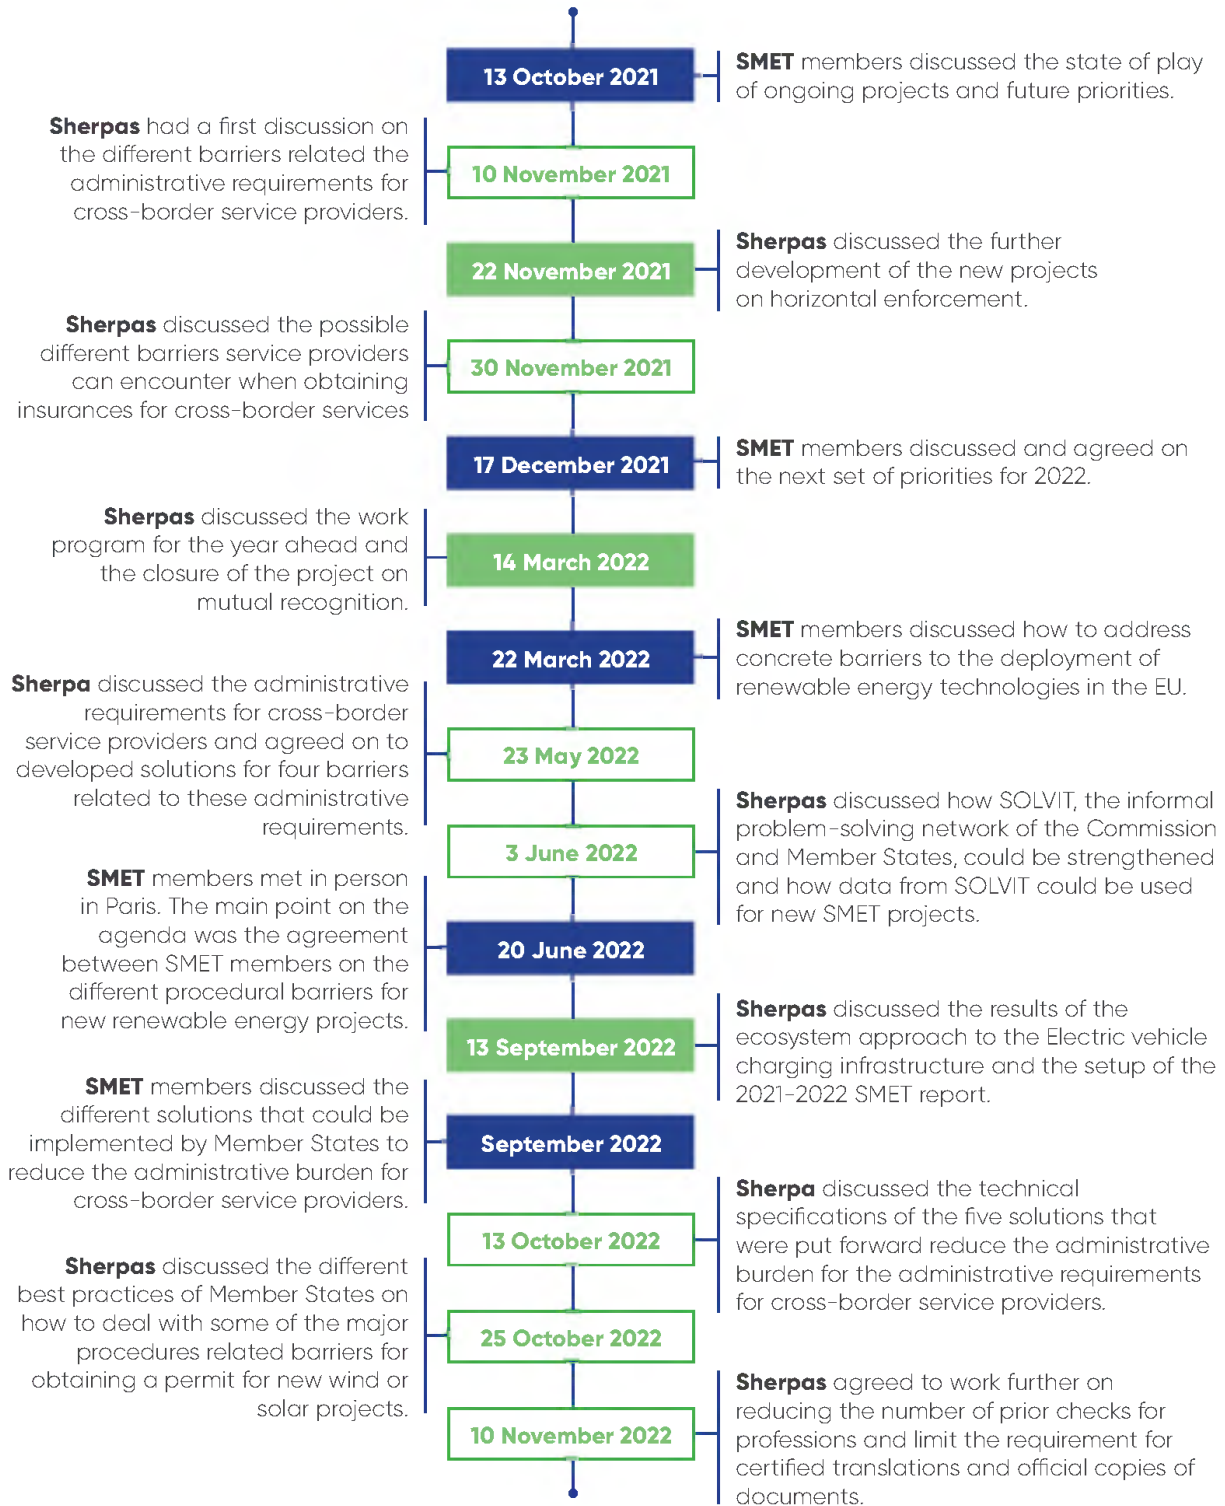 13 October 2021
SMET members discussed the state of play
of ongoing projects and future priorities.
Sherpas had a first discussion on
the different barriers related the
administrative requirements for
cross-border service providers.
10 November 2021
22 November 2021
Sherpas discussed the further
development of the new projects
on horizontal enforcement.
Sherpas discussed the possible
different barriers service providers
can encounter when obtaining
insurances for cross-border services
30 November 2021
17 December 2021
SMET members discussed and agreed on
the next set of priorities for 2022.
Sherpas discussed the work
program for the year ahead and
the closure of the project on
mutual recognition.
14 March 2022
22 March 2022
SMET members discussed how to address
concrete barriers to the deployment of
renewable energy technologies in the EU.
Sherpa discussed the administrative
requirements for cross-border
service providers and agreed on to
developed solutions for four barriers
related to these administrative
requirements.
23 May 2022
3 June 2022
Sherpas discussed how SOLVIT, the informal
problem-solving network of the Commission
and Member States, could be strengthened
and how data from SOLVIT could be used
for new SMET projects.
SMET members met in person
in Paris. The main point on the
agenda was the agreement
between SMET members on the
different procedural barriers for
new renewable energy projects.
20 June 2022
13 September 2022
Sherpas discussed the results of the
ecosystem approach to the Electric vehicle
charging infrastructure and the setup of the
2021-2022 SMET report.
SMET members discussed the
different solutions that could be
implemented by Member States to
reduce the administrative burden for
cross-border service providers.
September 2022
13 October 2022
Sherpa discussed the technical
specifications of the five solutions that
were put forward reduce the administrative
burden for the administrative requirements
for cross-border service providers.
Sherpas discussed the different
best practices of Member States on
how to deal with some of the major
procedures related barriers for
obtaining a permit for new wind or
solar projects.
25 October 2022
10 November 2022
Sherpas agreed to work further on
reducing the number of prior checks for
professions and limit the requirement for
certified translations and official copies of
documents.